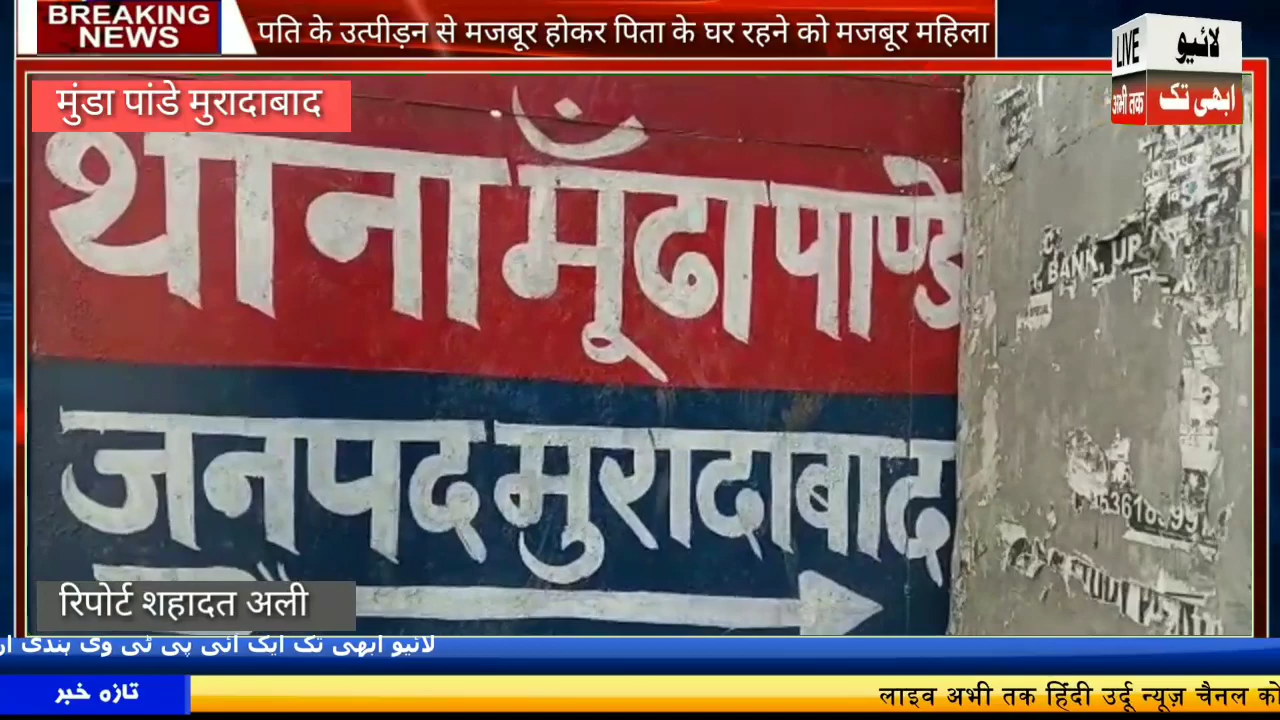 BREAKING
NEWS
पति के उत्पीड़न से मजबूर होकर पिता के घर रहने को मजबूर महिला
LIVE
لائیو
अभी तक
ابھی تک
मुंडा पांडे मुरादाबाद
थाना मूँढापाण्डे
जनपद मुरादाबाद
BANK, UP
रिपोर्ट शहादत अली
لائیو ابھی تک ایک آئی پی ٹی وی ہندی ار
تازہ خبر
लाइव अभी तक हिंदी उर्दू न्यूज़ चैनल को